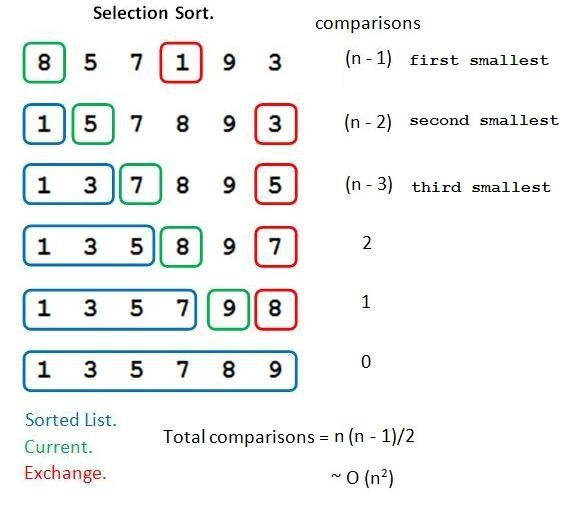 Selection Sort.
comparisons
8 5 7 1 9 3 (n - 1) first smallest
1 5 7 8 9 3 (n - 2) second smallest
1 3 7 8 9 5 (n - 3) third smallest
1 3 5 8 9 7 2
1 3 5 7 9 8 1
1 3 5 7 8 9 0
Sorted List.
Current.
Exchange.
Total comparisons = n (n - 1)/2
~ O (n²)